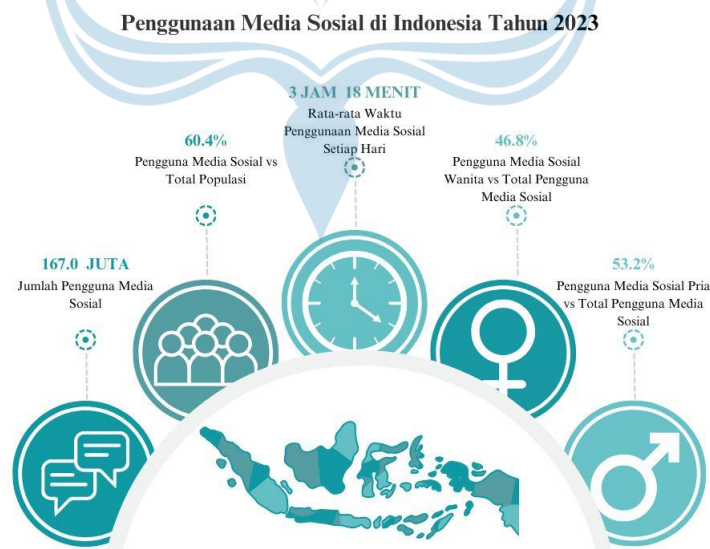 Penggunaan Media Sosial di Indonesia Tahun 2023
3 JAM 18 MENIT
Rata-rata Waktu
Penggunaan Media Sosial
Setiap Hari
60.4%
Pengguna Media Sosial vs
Total Populasi
46.8%
Pengguna Media Sosial
Wanita vs Total Pengguna
Media Sosial
167.0 JUTA
Jumlah Pengguna Media
Sosial
53.2%
Pengguna Media Sosial Pria
vs Total Pengguna Media
Sosial